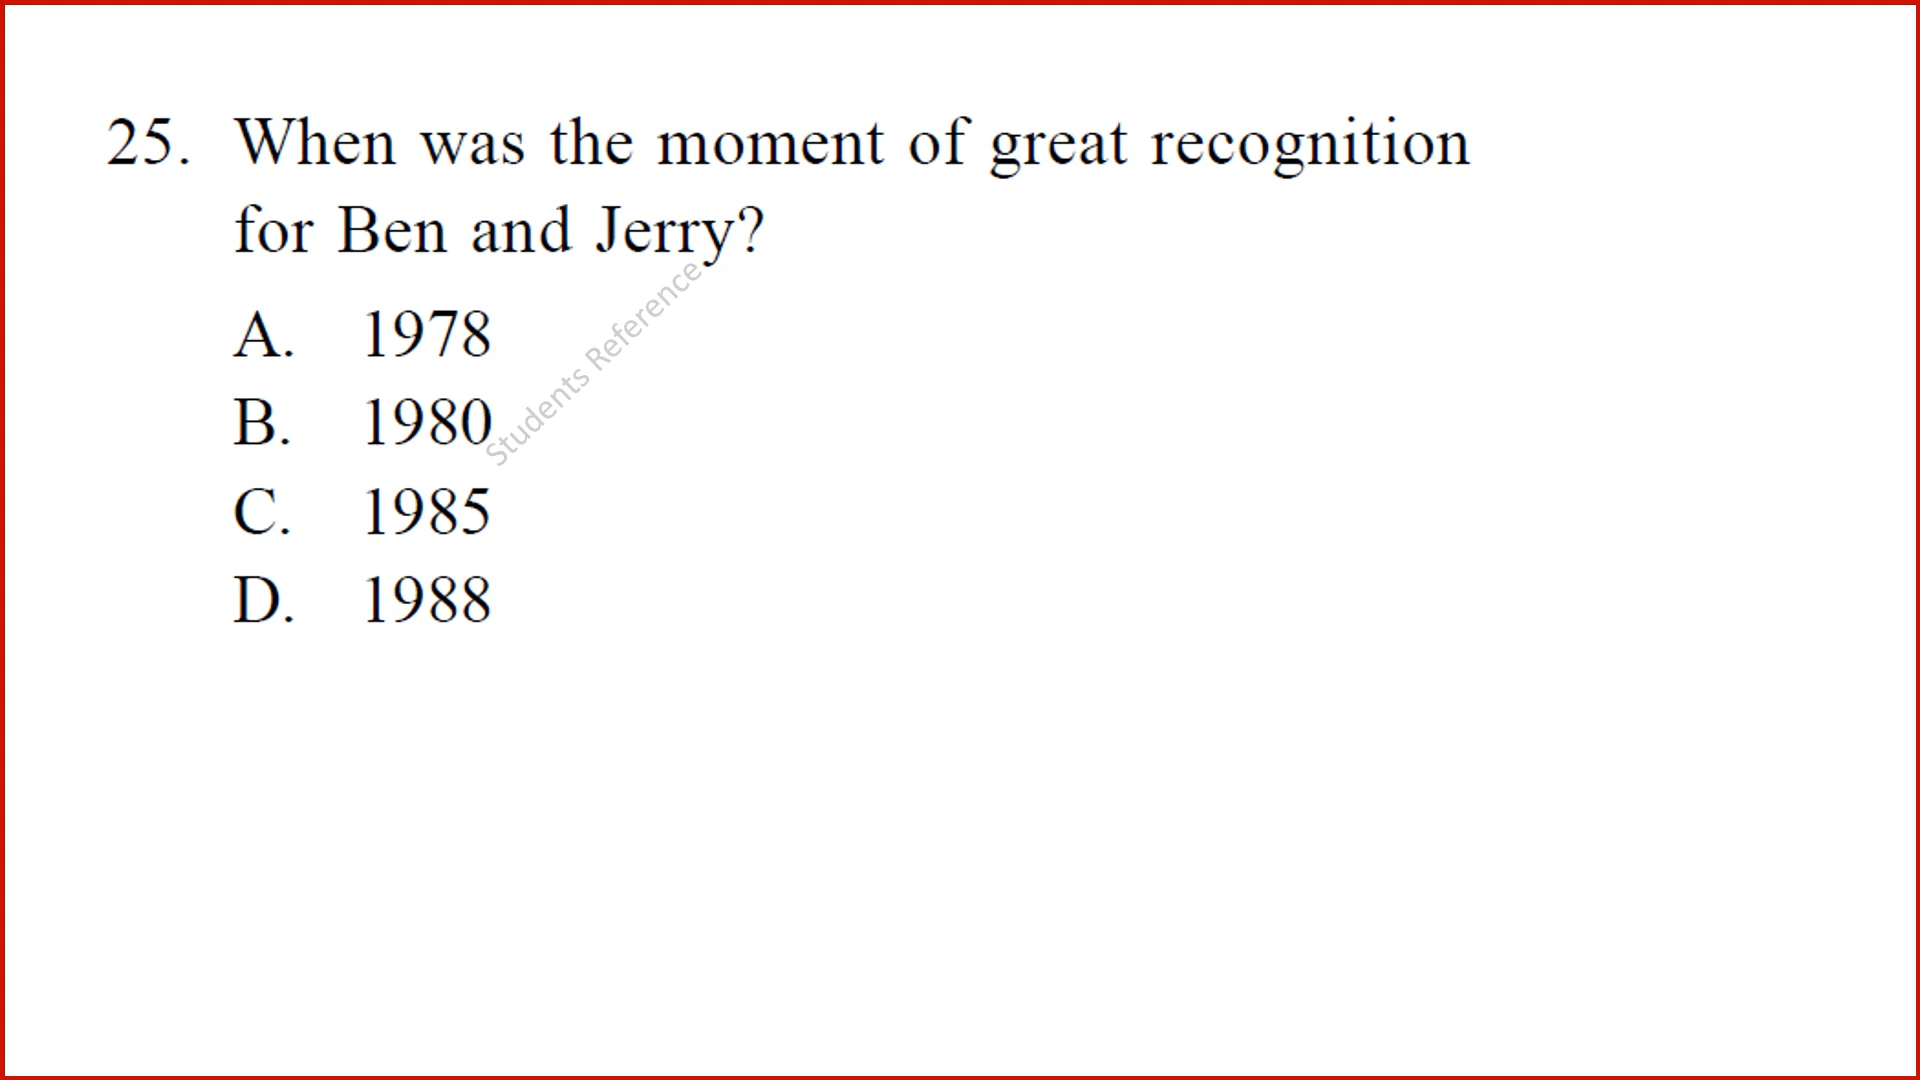 25. When was the moment of great recognition
for Ben and Jerry?
A. 1978
B. 1980
C. 1985
D. 1988
Students Reference